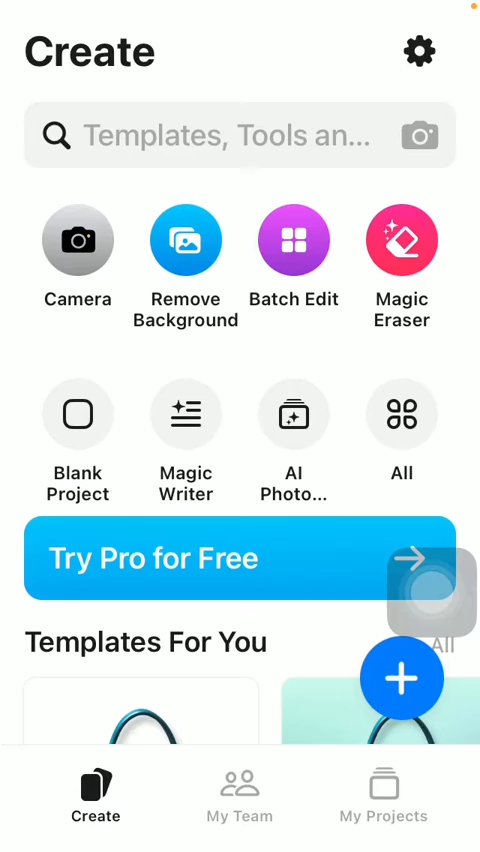 Create
Templates, Tools an...
Camera
Remove
Background
Batch Edit
Magic
Eraser
Blank
Project
Magic
Writer
AI
Photo...
All
Try Pro for Free
Templates For You
All
Create
My Team
My Projects